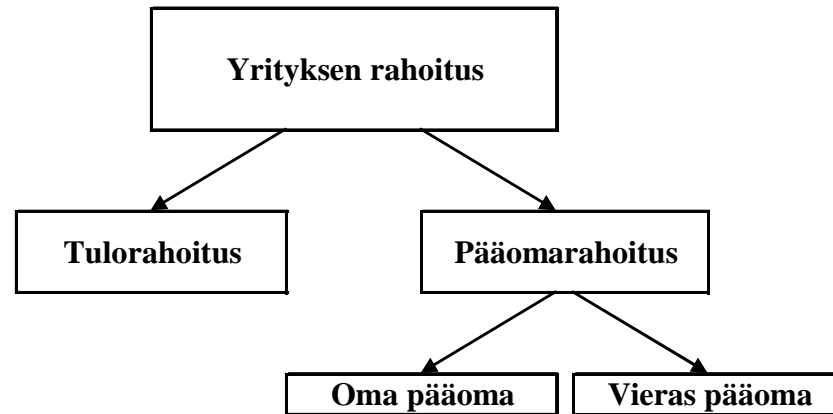 Yrityksen rahoitus
Tulorahoitus
Pääomarahoitus
Oma pääoma
Vieras pääoma